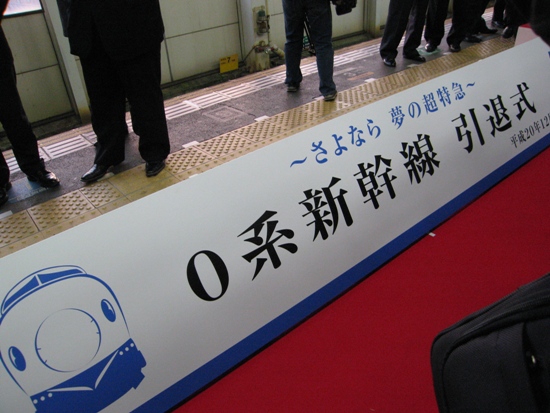 ～さよなら 夢の超特急～
0系新幹線 引退式
平成20年12月